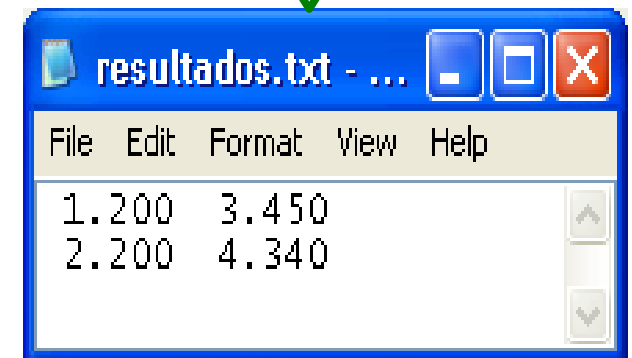 resultados.txt - ...
File Edit Format View Help
1.200 3.450
2.200 4.340